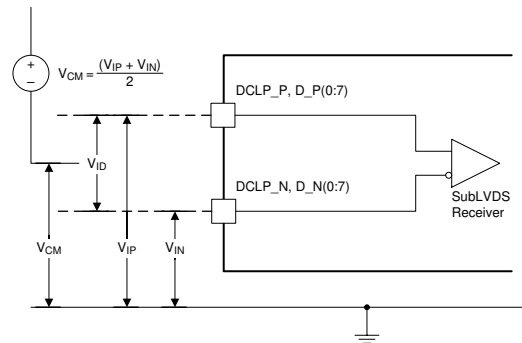 +
−
V_CM = (V_IP + V_IN) / 2
DCLP_P, D_P(0:7)
V_ID
DCLP_N, D_N(0:7)
SubLVDS
Receiver
V_CM
V_IP
V_IN